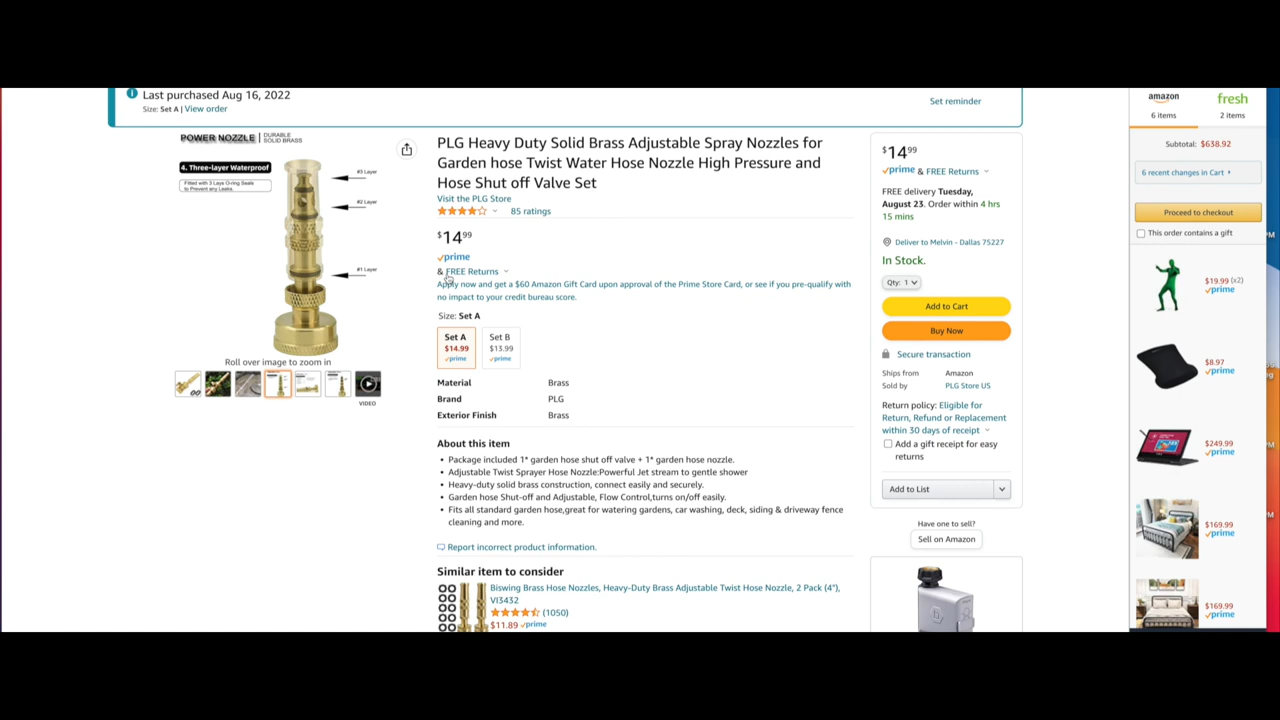 Last purchased Aug 16, 2022
Size: Set A | View order
Set reminder
POWER NOZZLE | DURABLE SOLID BRASS
4. Three-layer Waterproof
Fitted with 3 Lays O-ring Seals
to Prevent any Leaks.
#3 Layer
#2 Layer
#1 Layer
Roll over image to zoom in
VIDEO
PLG Heavy Duty Solid Brass Adjustable Spray Nozzles for
Garden hose Twist Water Hose Nozzle High Pressure and
Hose Shut off Valve Set
Visit the PLG Store
85 ratings
$14.99
prime
& FREE Returns
Apply now and get a $60 Amazon Gift Card upon approval of the Prime Store Card, or see if you pre-qualify with
no impact to your credit bureau score.
Size: Set A
Set A
$14.99
prime
Set B
$13.99
prime
Material Brass
Brand PLG
Exterior Finish Brass
About this item
• Package included 1* garden hose shut off valve + 1* garden hose nozzle.
• Adjustable Twist Sprayer Hose Nozzle:Powerful Jet stream to gentle shower
• Heavy-duty solid brass construction, connect easily and securely.
• Garden hose Shut-off and Adjustable, Flow Control,turns on/off easily.
• Fits all standard garden hose,great for watering gardens, car washing, deck, siding & driveway fence
cleaning and more.
Report incorrect product information.
Similar item to consider
Biswing Brass Hose Nozzles, Heavy-Duty Brass Adjustable Twist Hose Nozzle, 2 Pack (4"),
VI3432
(1050)
$11.89 prime
$14.99
prime & FREE Returns
FREE delivery Tuesday,
August 23. Order within 4 hrs
15 mins
Deliver to Melvin - Dallas 75227
In Stock.
Qty: 1
Add to Cart
Buy Now
Secure transaction
Ships from Amazon
Sold by PLG Store US
Return policy: Eligible for
Return, Refund or Replacement
within 30 days of receipt
Add a gift receipt for easy
returns
Add to List
Have one to sell?
Sell on Amazon
amazon
6 items
fresh
2 items
Subtotal: $638.92
6 recent changes in Cart
Proceed to checkout
This order contains a gift
$19.99 (x2)
prime
$8.97
prime
$249.99
prime
$169.99
prime
$169.99
prime